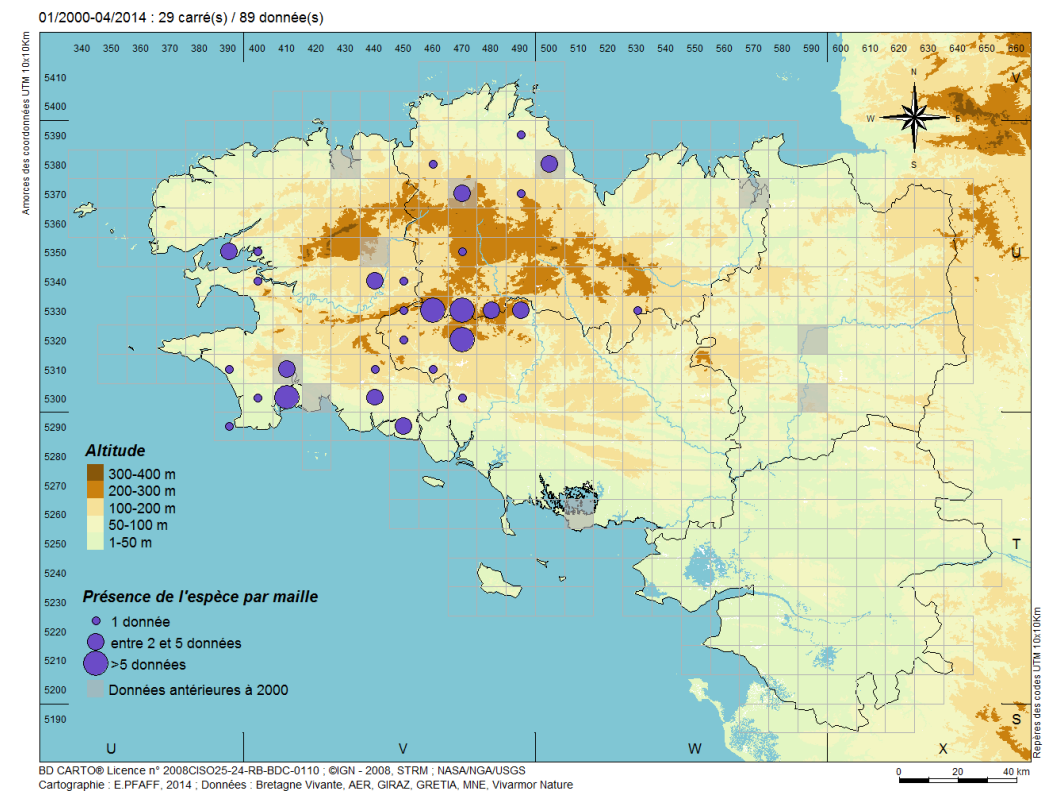 01/2000-04/2014 : 29 carré(s) / 89 donnée(s)
340 350 360 370 380 390 400 410 420 430 440 450 460 470 480 490 500 510 520 530 540 550 560 570 580 590 600 610 620 630 640 650 660
Amorces des coordonnées UTM 10x10Km
5410
5400
5390
5380
5370
5360
5350
5340
5330
5320
5310
5300
5290
5280
5270
5260
5250
5240
5230
5220
5210
5200
5190
N
W E
S
V
U
T
S
Altitude
300-400 m
200-300 m
100-200 m
50-100 m
1-50 m
Présence de l'espèce par maille
1 donnée
entre 2 et 5 données
>5 données
Données antérieures à 2000
U V W X
Repères des codes UTM 10x10Km
BD CARTO® Licence n° 2008CISO25-24-RB-BDC-0110 ; ©IGN - 2008, STRM ; NASA/NGA/USGS
Cartographie : E.PFAFF, 2014 ; Données : Bretagne Vivante, AER, GIRAZ, GRETIA, MNE, Vivarmor Nature
0 20 40 km